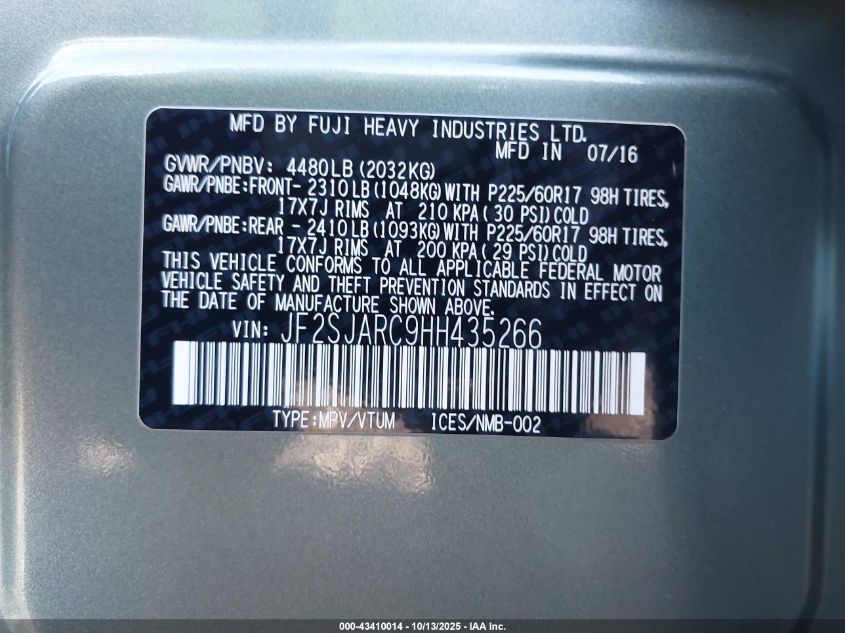 MFD BY FUJI HEAVY INDUSTRIES LTD.
MFD IN 07/16
GVWR/PNBV: 4480LB(2032KG)
GAWR/PNBE:FRONT- 2310LB(1048KG)WITH P225/60R17 98H TIRES,
17X7J RIMS AT 210 KPA(30 PSI)COLD
GAWR/PNBE:REAR - 2410LB(1093KG)WITH P225/60R17 98H TIRES,
17X7J RIMS AT 200 KPA(29 PSI)COLD
THIS VEHICLE CONFORMS TO ALL APPLICABLE FEDERAL MOTOR
VEHICLE SAFETY AND THEFT PREVENTION STANDARDS IN EFFECT ON
THE DATE OF MANUFACTURE SHOWN ABOVE.
VIN: JF2SJARC9HH435266
TYPE:MPV/VTUM ICES/NMB-002
000-43410014 - 10/13/2025 - IAA Inc.